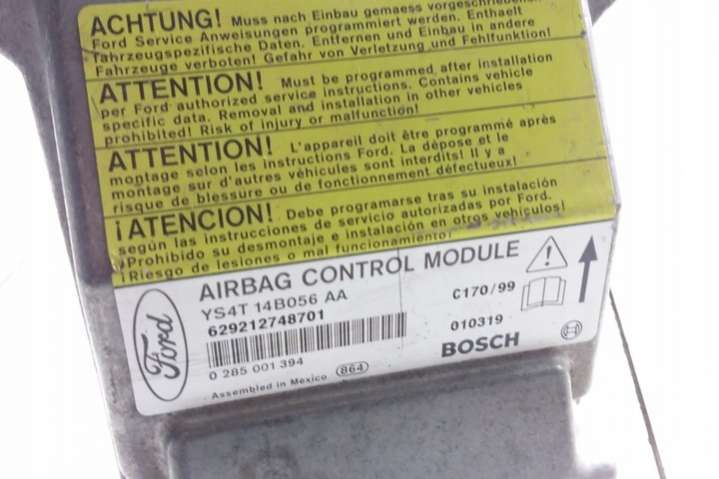 ACHTUNG! Muss nach Einbau gemaess vorgeschriebenen
Ford Service Anweisungen programmiert werden. Enthaelt
fahrzeugspezifische Daten. Entfernen und Einbau in andere
Fahrzeuge verboten! Gefahr von Verletzung und Fehlfunktion!
ATTENTION! Must be programmed after installation
per Ford authorized service instructions. Contains vehicle
specific data. Removal and installation in other vehicles
prohibited! Risk of injury or malfunction!
ATTENTION! L'appareil doit être programmé après
montage selon les instructions Ford. La dépose et le
montage sur d'autres véhicules sont interdits! Il y a
risque de blessure ou de fonctionnement défectueux!
¡ATENCION! Debe programarse tras su instalación
según las instrucciones de servicio autorizadas por Ford.
¡Prohibido su desmontaje e instalación en otros vehículos!
¡Riesgo de lesiones o mal funcionamiento!
Ford
AIRBAG CONTROL MODULE
YS4T 14B056 AA
C170/99
629212748701
010319
0 285 001 394
864
BOSCH
Assembled in Mexico